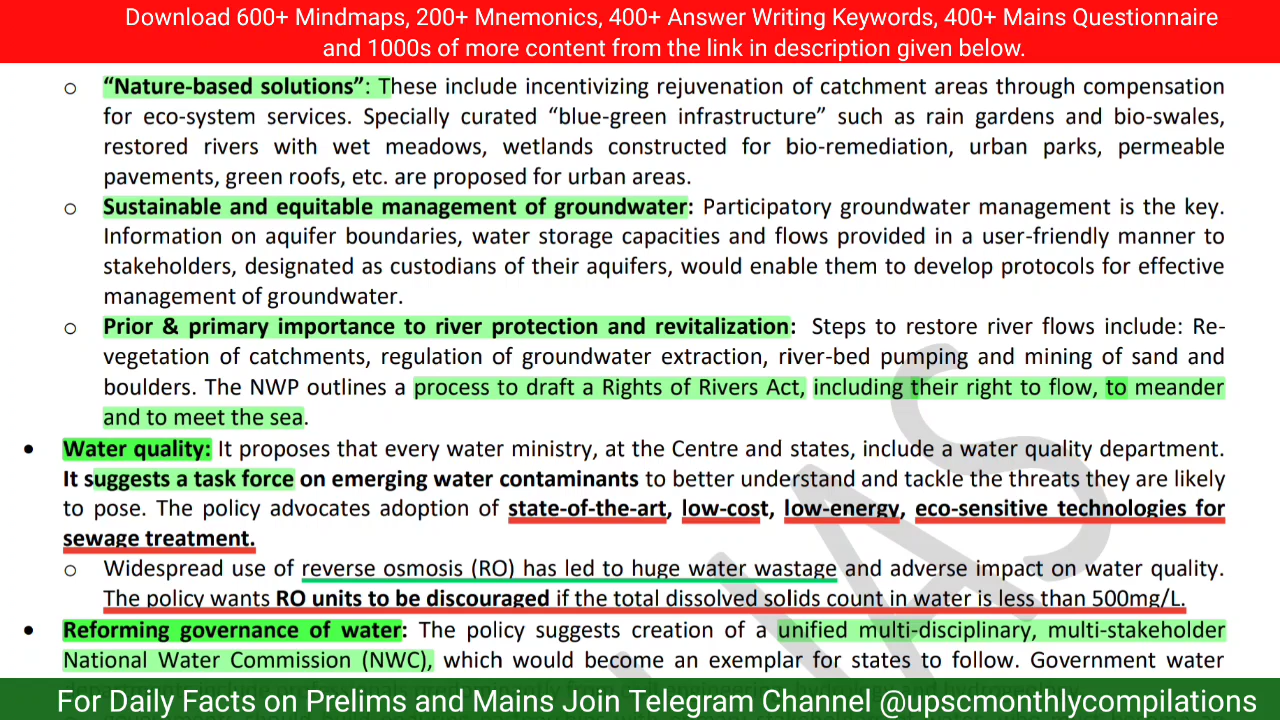 Download 600+ Mindmaps, 200+ Mnemonics, 400+ Answer Writing Keywords, 400+ Mains Questionnaire
and 1000s of more content from the link in description given below.
o “Nature-based solutions”: These include incentivizing rejuvenation of catchment areas through compensation
for eco-system services. Specially curated “blue-green infrastructure” such as rain gardens and bio-swales,
restored rivers with wet meadows, wetlands constructed for bio-remediation, urban parks, permeable
pavements, green roofs, etc. are proposed for urban areas.
o Sustainable and equitable management of groundwater: Participatory groundwater management is the key.
Information on aquifer boundaries, water storage capacities and flows provided in a user-friendly manner to
stakeholders, designated as custodians of their aquifers, would enable them to develop protocols for effective
management of groundwater.
o Prior & primary importance to river protection and revitalization: Steps to restore river flows include: Re-
vegetation of catchments, regulation of groundwater extraction, river-bed pumping and mining of sand and
boulders. The NWP outlines a process to draft a Rights of Rivers Act, including their right to flow, to meander
and to meet the sea.
• Water quality: It proposes that every water ministry, at the Centre and states, include a water quality department.
It suggests a task force on emerging water contaminants to better understand and tackle the threats they are likely
to pose. The policy advocates adoption of state-of-the-art, low-cost, low-energy, eco-sensitive technologies for
sewage treatment.
o Widespread use of reverse osmosis (RO) has led to huge water wastage and adverse impact on water quality.
The policy wants RO units to be discouraged if the total dissolved solids count in water is less than 500mg/L.
• Reforming governance of water: The policy suggests creation of a unified multi-disciplinary, multi-stakeholder
National Water Commission (NWC), which would become an exemplar for states to follow. Government water
For Daily Facts on Prelims and Mains Join Telegram Channel @upscmonthlycompilations